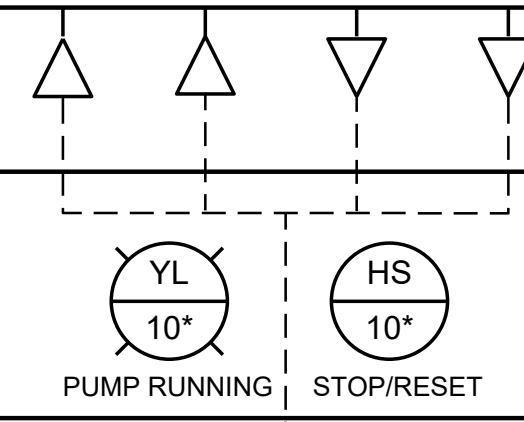 YL
10*
PUMP RUNNING
HS
10*
STOP/RESET